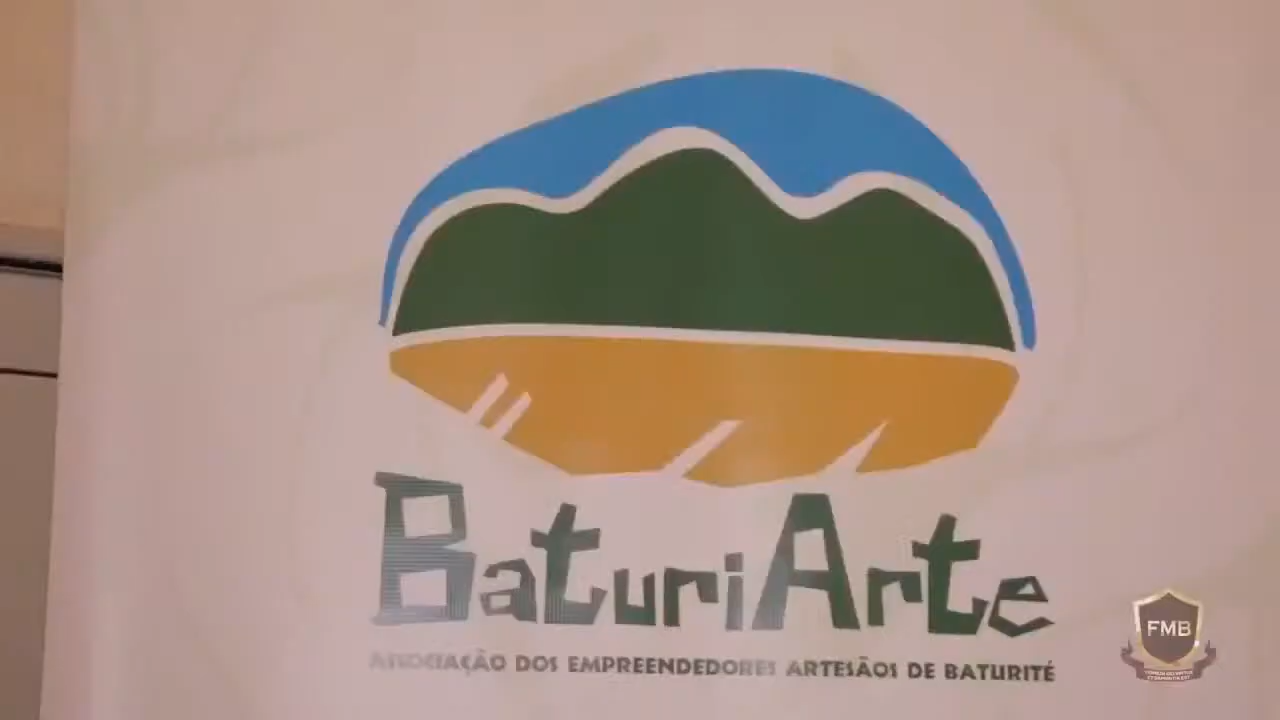 BaturiArte
ASSOCIAÇÃO DOS EMPREENDEDORES ARTESÃOS DE BATURITÉ
FMB